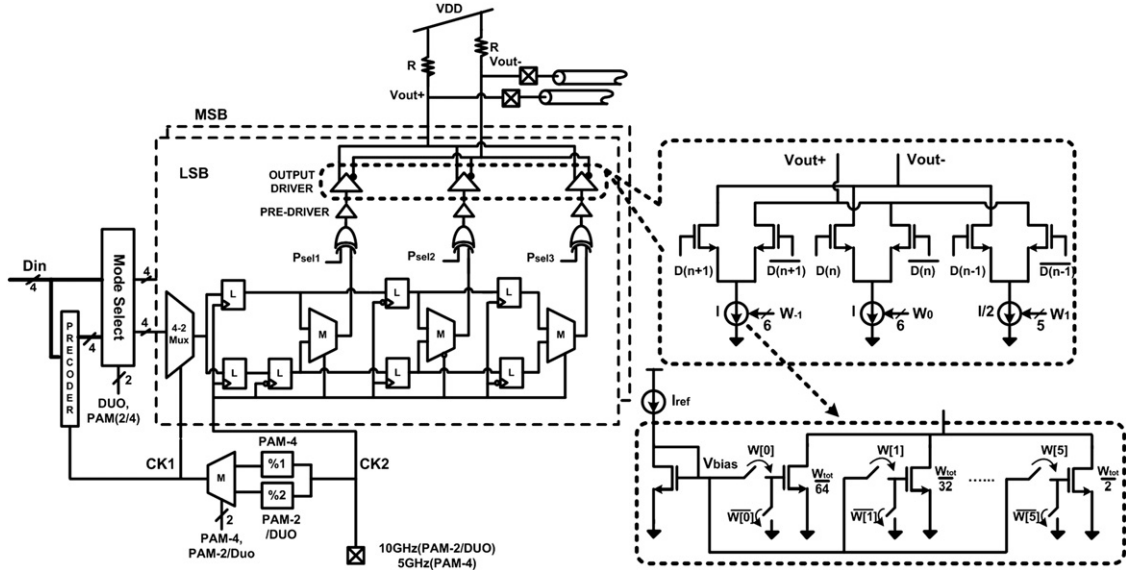 VDD
R
R
Vout-
Vout+
MSB
LSB
OUTPUT
DRIVER
PRE-DRIVER
Psel1
Psel2
Psel3
Din
4
PRECODER
4
Mode Select
4
4
2
DUO,
PAM(2/4)
4-2
Mux
L
L
L
L
L
L
L
M
M
M
CK1
M
PAM-4
%1
%2
PAM-2
/DUO
CK2
2
PAM-4,
PAM-2/Duo
10GHz(PAM-2/DUO)
5GHz(PAM-4)
Vout+
Vout-
D(n+1)
D(n+1)
D(n)
D(n)
D(n-1)
D(n-1)
I
6
W-1
I
6
W0
I/2
5
W1
Iref
Vbias
W[0]
W[0]
Wtot
64
W[1]
W[1]
Wtot
32
......
W[5]
W[5]
Wtot
2